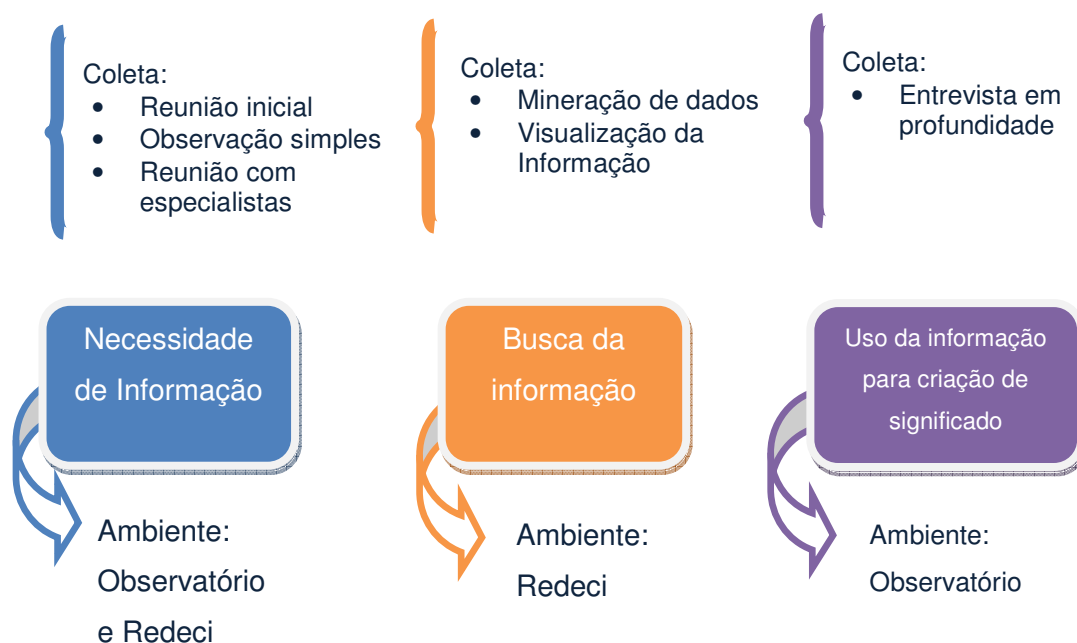 Coleta:
• Reunião inicial
• Observação simples
• Reunião com
especialistas
Coleta:
• Mineração de dados
• Visualização da
Informação
Coleta:
• Entrevista em
profundidade
Necessidade
de Informação
Busca da
informação
Uso da informação
para criação de
significado
Ambiente:
Observatório
e Redeci
Ambiente:
Redeci
Ambiente:
Observatório